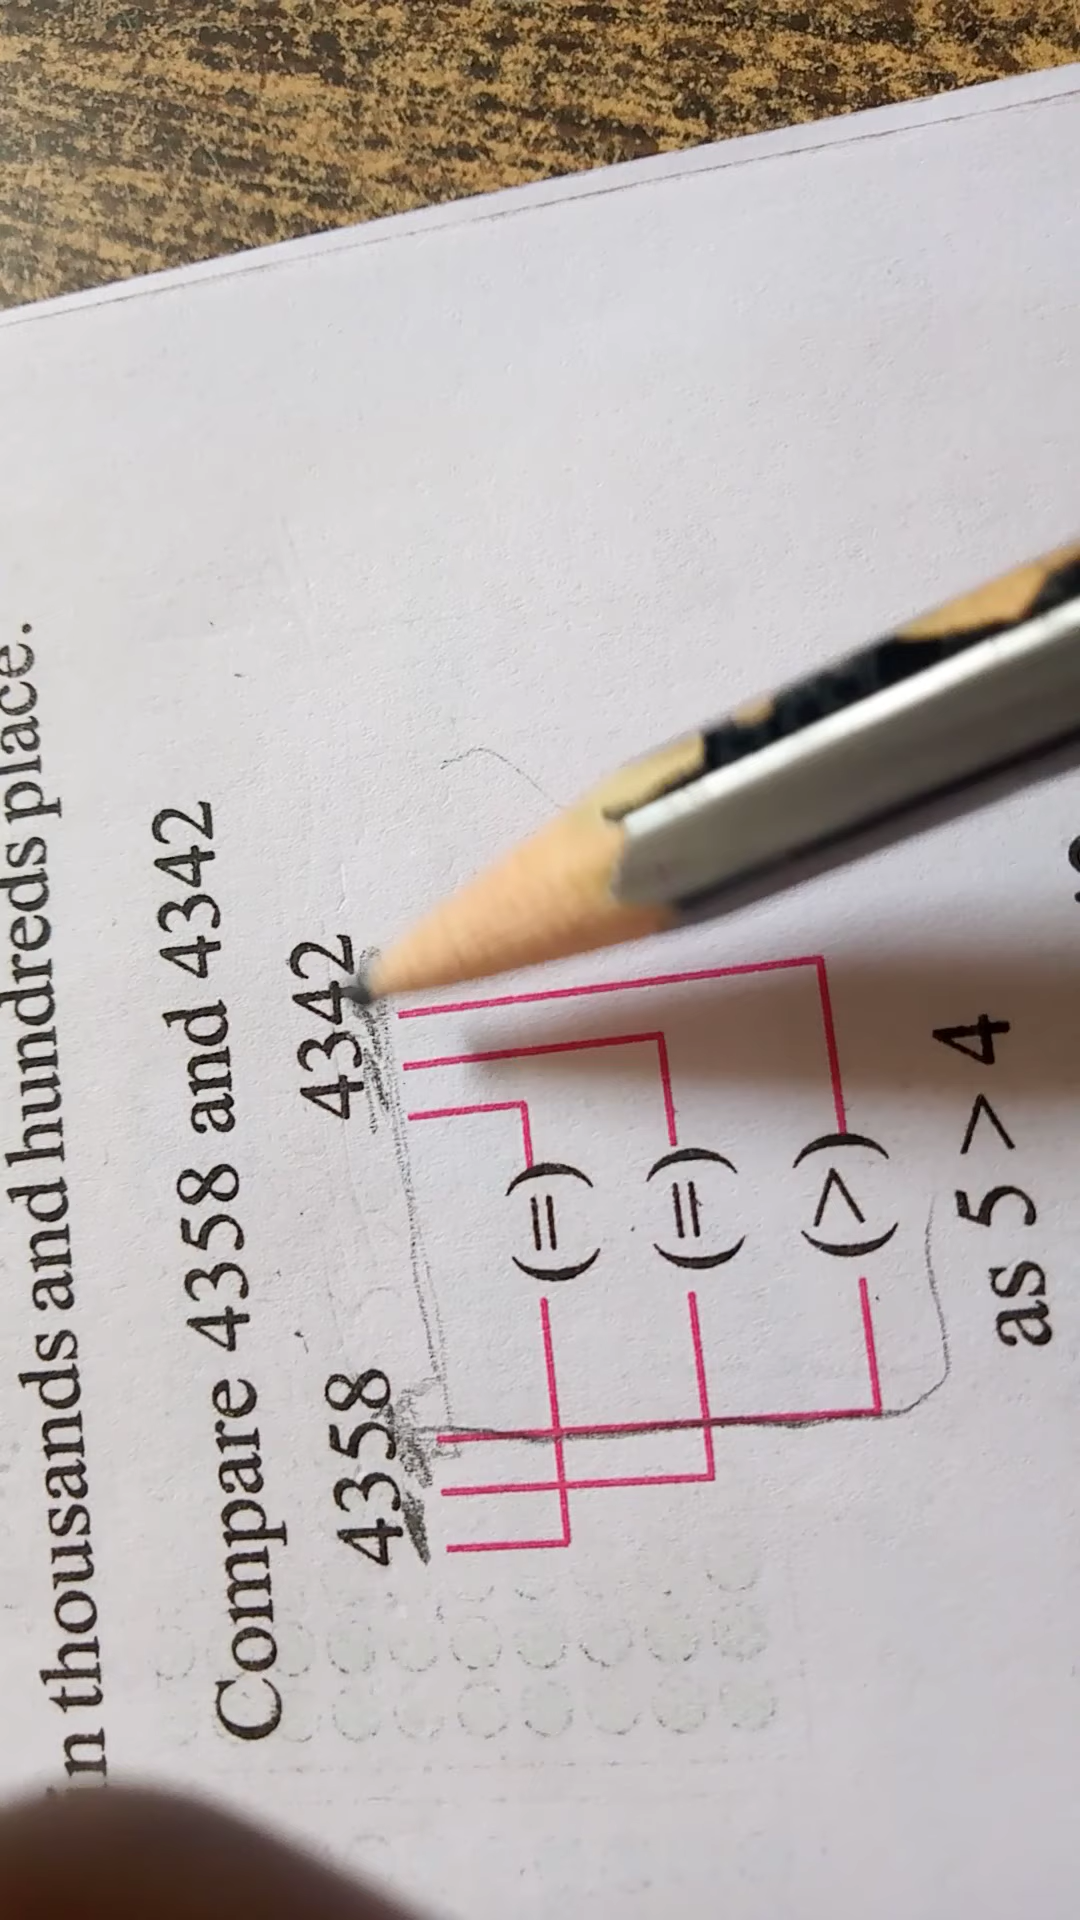 thousands and hundreds place.
Compare 4358 and 4342
4358 4342
(=)
(=)
(>)
as 5 > 4